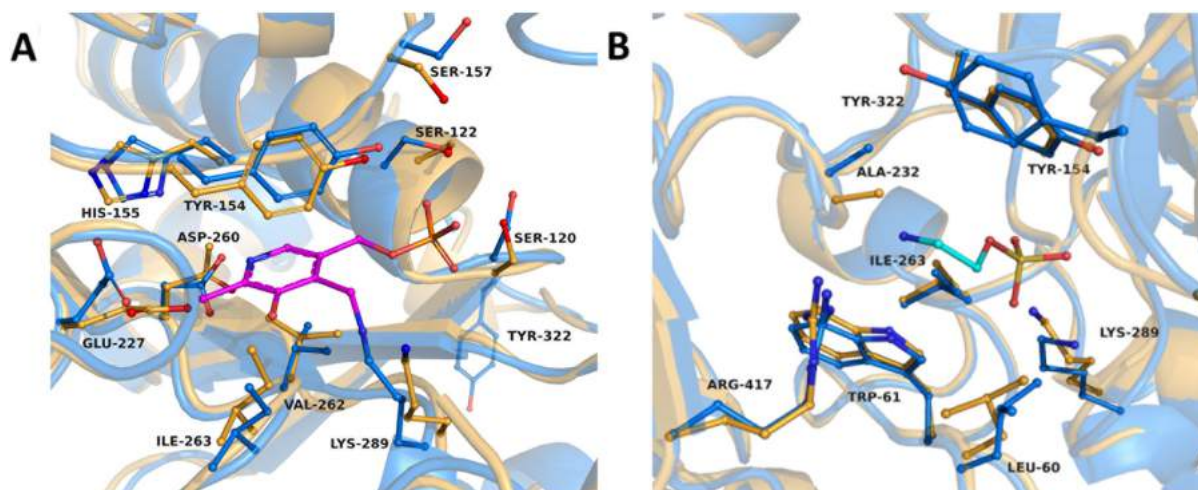 A
SER-157
SER-122
HIS-155
TYR-154
ASP-260
SER-120
GLU-227
TYR-322
VAL-262
ILE-263
LYS-289
B
TYR-322
TYR-154
ALA-232
ILE-263
LYS-289
ARG-417
TRP-61
LEU-60